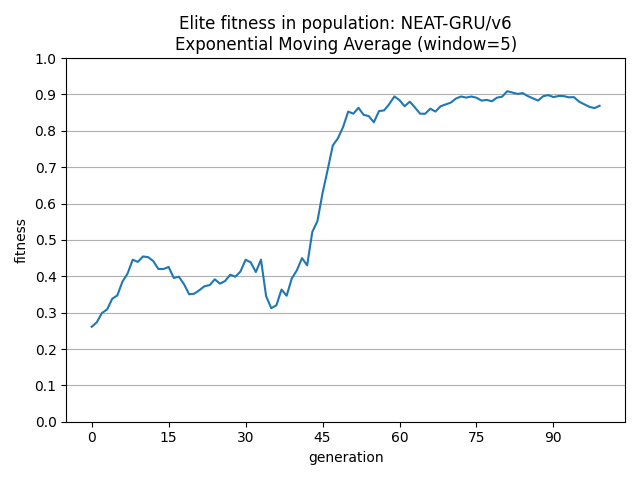 Elite fitness in population: NEAT-GRU/v6
Exponential Moving Average (window=5)
1.0
0.9
0.8
0.7
0.6
0.5
0.4
0.3
0.2
0.1
0.0
fitness
0 15 30 45 60 75 90
generation